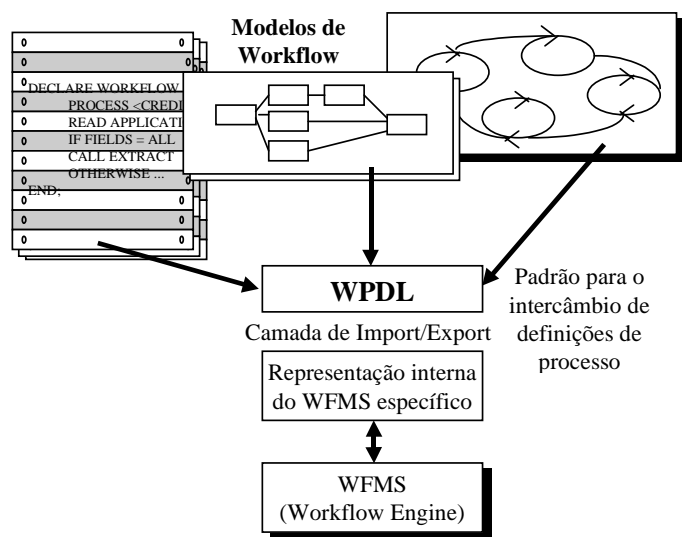 Modelos de
Workflow
DECLARE WORKFLOW
PROCESS <CREDI
READ APPLICATI
IF FIELDS = ALL
CALL EXTRACT
OTHERWISE ...
END;
WPDL
Camada de Import/Export
Padrão para o
intercâmbio de
definições de
processo
Representação interna
do WFMS específico
WFMS
(Workflow Engine)